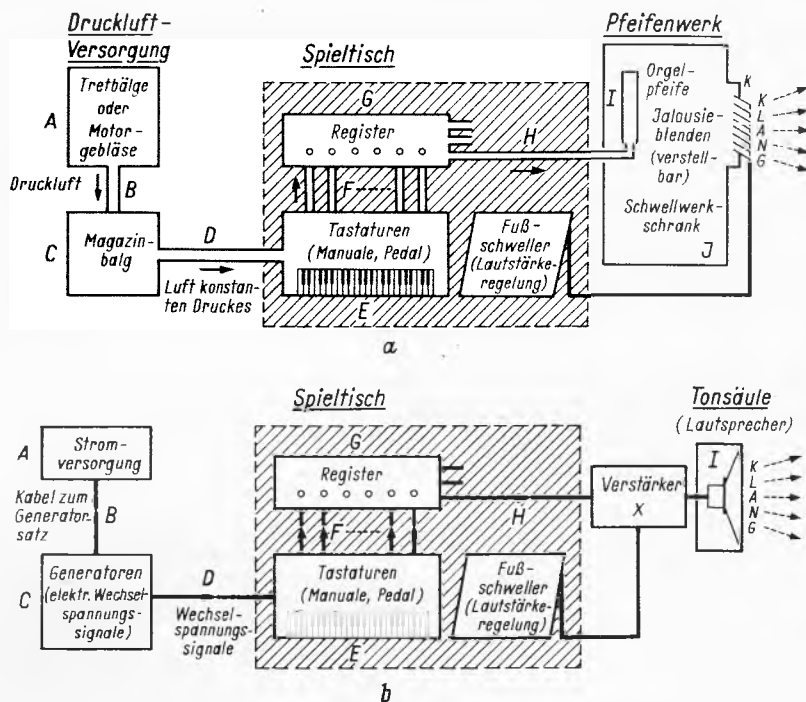 Druckluft-
Versorgung
Spieltisch
Pfeifenwerk
Tretbälge
oder
Motor-
gebläse
A
Druckluft
B
C
Magazin-
balg
D
Luft konstan-
ten Druckes
G
Register
F
Tastaturen
(Manuale, Pedal)
E
Fuß-
schweller
(Lautstärke-
regelung)
H
I
Orgel-
pfeife
Jalousie-
blenden
(verstell-
bar)
Schwellwerk-
schrank
J
K
K
L
A
N
G
a
Spieltisch
Tonsäule
(Lautsprecher)
A
Strom-
versorgung
Kabel zum
Generator-
satz
B
C
Generatoren
(elektr. Wechsel-
spannungs-
signale)
D
Wechsel-
spannungs-
signale
G
Register
F
Tastaturen
(Manuale, Pedal)
E
Fuß-
schweller
(Lautstärke-
regelung)
H
Verstärker
X
I
K
L
A
N
G
b